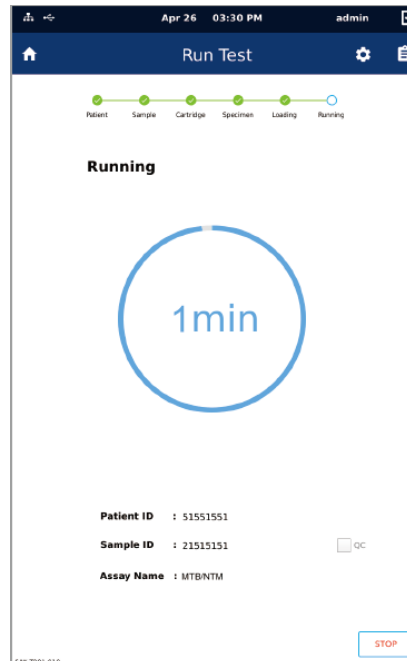 Apr 26 03:30 PM admin
Run Test
Patient Sample Cartridge Specimen Loading Running
Running
1min
Patient ID : 51551551
Sample ID : 21515151 QC
Assay Name : MTB/NTM
STOP